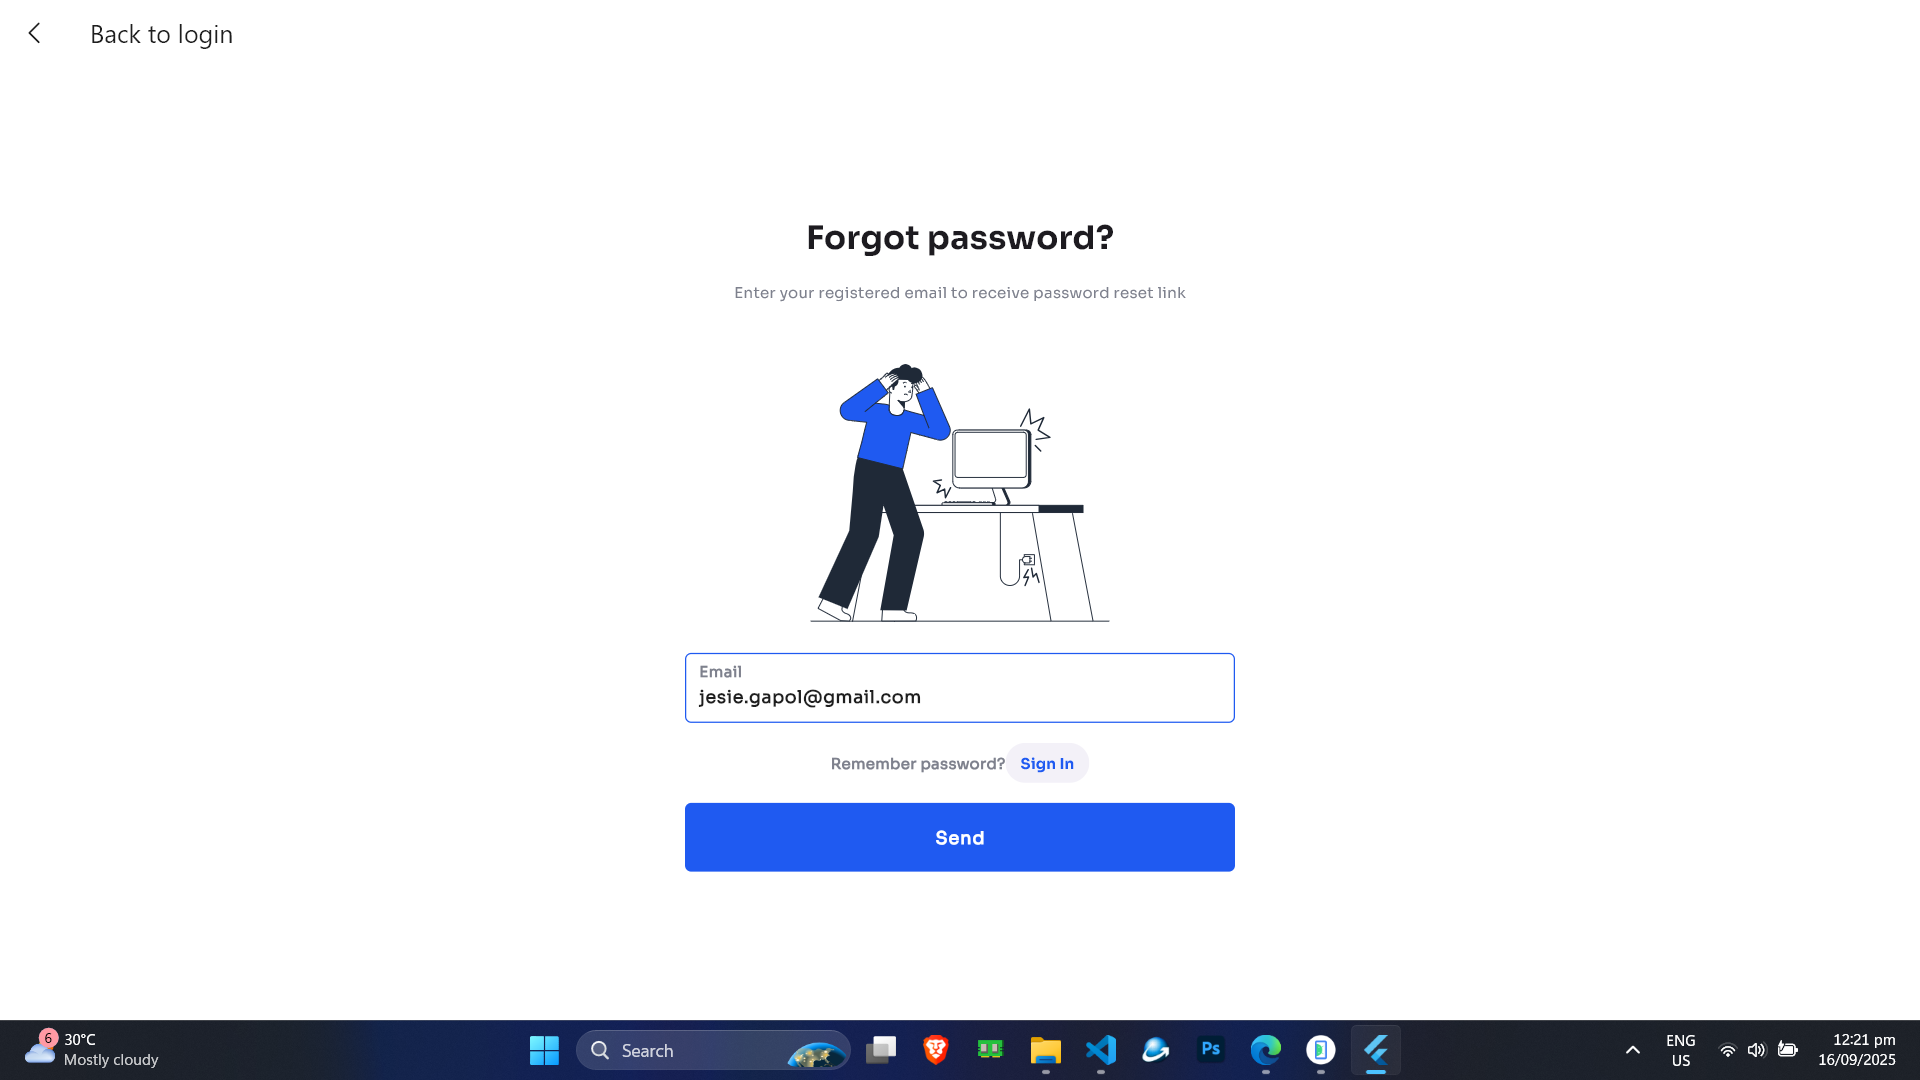 Back to login
Forgot password?
Enter your registered email to receive password reset link
Email
jesie.gapol@gmail.com
Remember password? Sign In
Send
6
30°C
Mostly cloudy
Search
Ps
ENG
US
12:21 pm
16/09/2025